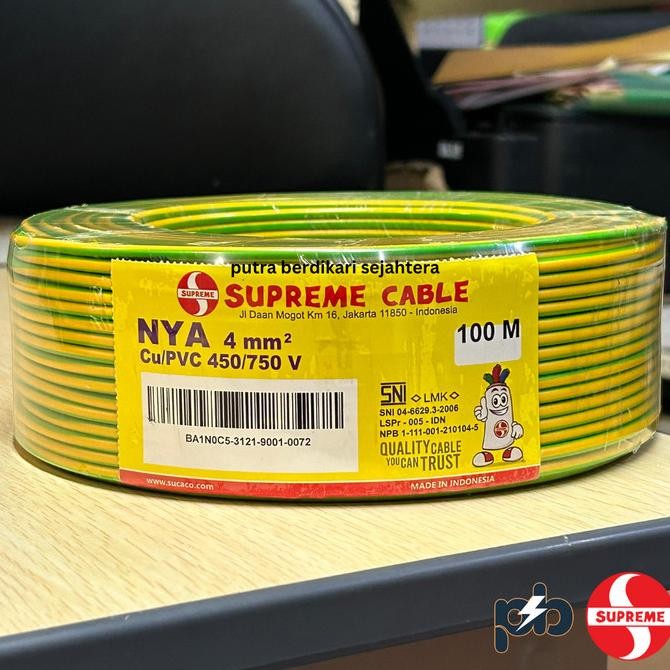 putra berdikari sejahtera
SUPREME
SUPREME CABLE
Jl Daan Mogot Km 16, Jakarta 11850 - Indonesia
NYA 4 mm²
100 M
Cu/PVC 450/750 V
SNI LMK
SNI 04-6629.3-2006
LSPr - 005 - IDN
NPB 1-111-001-210104-5
BA1N0C5-3121-9001-0072
QUALITY CABLE
YOU CAN TRUST
www.sucaco.com
MADE IN INDONESIA
pb
SUPREME